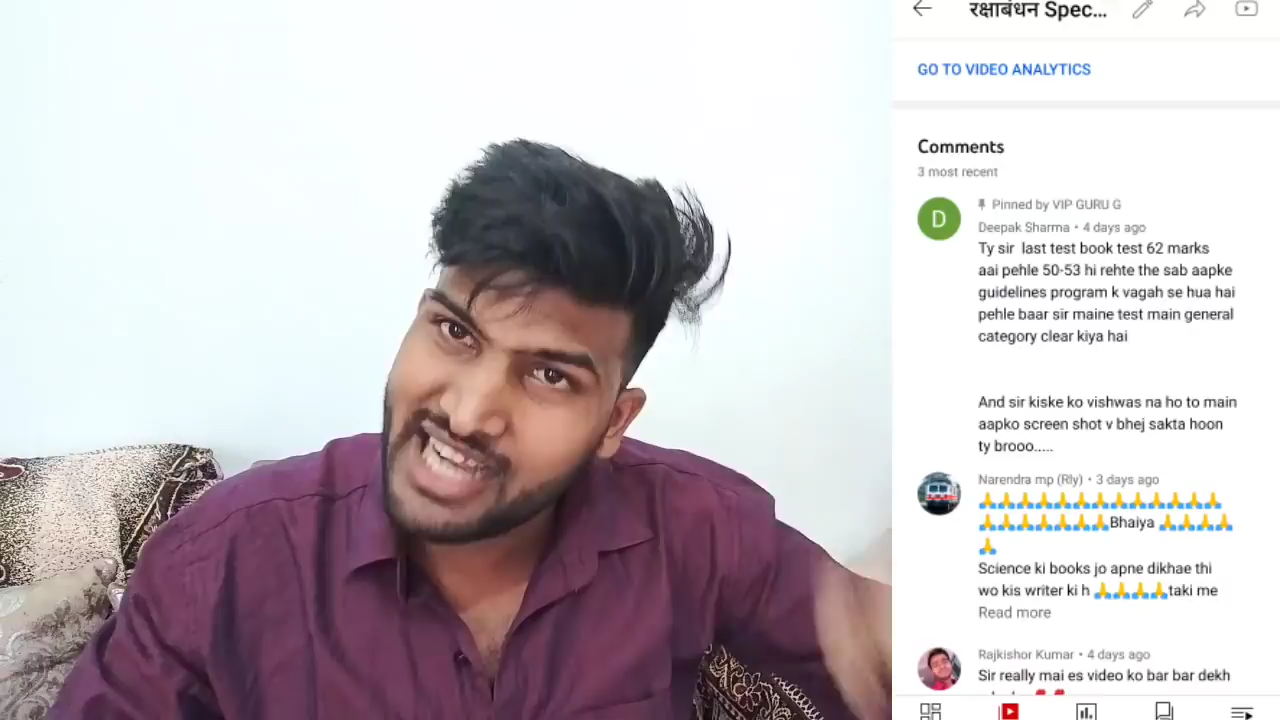 रक्षाबंधन Spec...
GO TO VIDEO ANALYTICS
Comments
3 most recent
D
Pinned by VIP GURU G
Deepak Sharma • 4 days ago
Ty sir last test book test 62 marks
aai pehle 50-53 hi rehte the sab aapke
guidelines program k vagah se hua hai
pehle baar sir maine test main general
category clear kiya hai
And sir kiske ko vishwas na ho to main
aapko screen shot v bhej sakta hoon
ty brooo.....
Narendra mp (Rly) • 3 days ago
🙏🙏🙏🙏🙏🙏🙏🙏🙏🙏🙏🙏🙏
🙏🙏🙏🙏🙏🙏🙏Bhaiya 🙏🙏🙏🙏
🙏
Science ki books jo apne dikhae thi
wo kis writer ki h 🙏🙏🙏🙏taki me
Read more
Rajkishor Kumar • 4 days ago
Sir really mai es video ko bar bar dekh